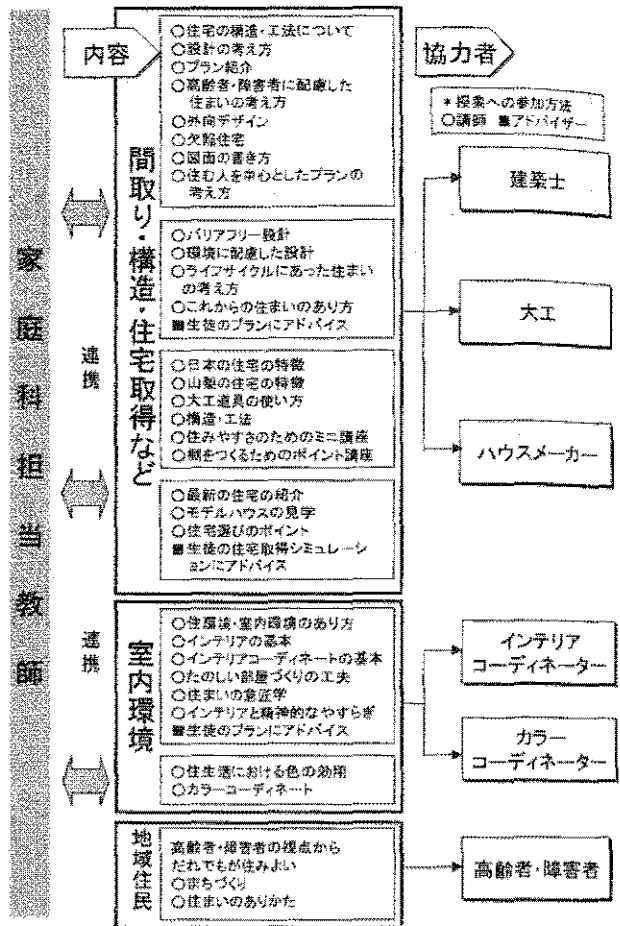 家庭科担当教師
連携
連携
内容
間取り・構造・住宅取得など
○住宅の構造・工法について
○設計の考え方
○プラン紹介
○高齢者・障害者に配慮した
住まいの考え方
○外向デザイン
○欠陥住宅
○図面の書き方
○住む人を中心としたプランの
考え方
○バリアフリー設計
○環境に配慮した設計
○ライフサイクルにあった住まい
の考え方
○これからの住まいのあり方
■生徒のプランにアドバイス
○日本の住宅の特徴
○山梨の住宅の特徴
○大工道具の使い方
○構造・工法
○住みやすさのためのミニ講座
○棚をつくるためのポイント講座
○最新の住宅の紹介
○モデルハウスの見学
○住宅選びのポイント
■生徒の住宅取得シミュレーシ
ョンにアドバイス
室内環境
○住環境・室内環境のあり方
○インテリアの基本
○インテリアコーディネートの基本
○たのしい部屋づくりの工夫
○住まいの意匠学
○インテリアと精神的なやすらぎ
■生徒のプランにアドバイス
○住生活における色の効用
○カラーコーディネート
地域住民
高齢者・障害者の視点から
だれでもが住みよい
○まちづくり
○住まいのありかた
協力者
*授業への参加方法
○講師 ■アドバイザー
建築士
大工
ハウスメーカー
インテリア
コーディネーター
カラー
コーディネーター
高齢者・障害者